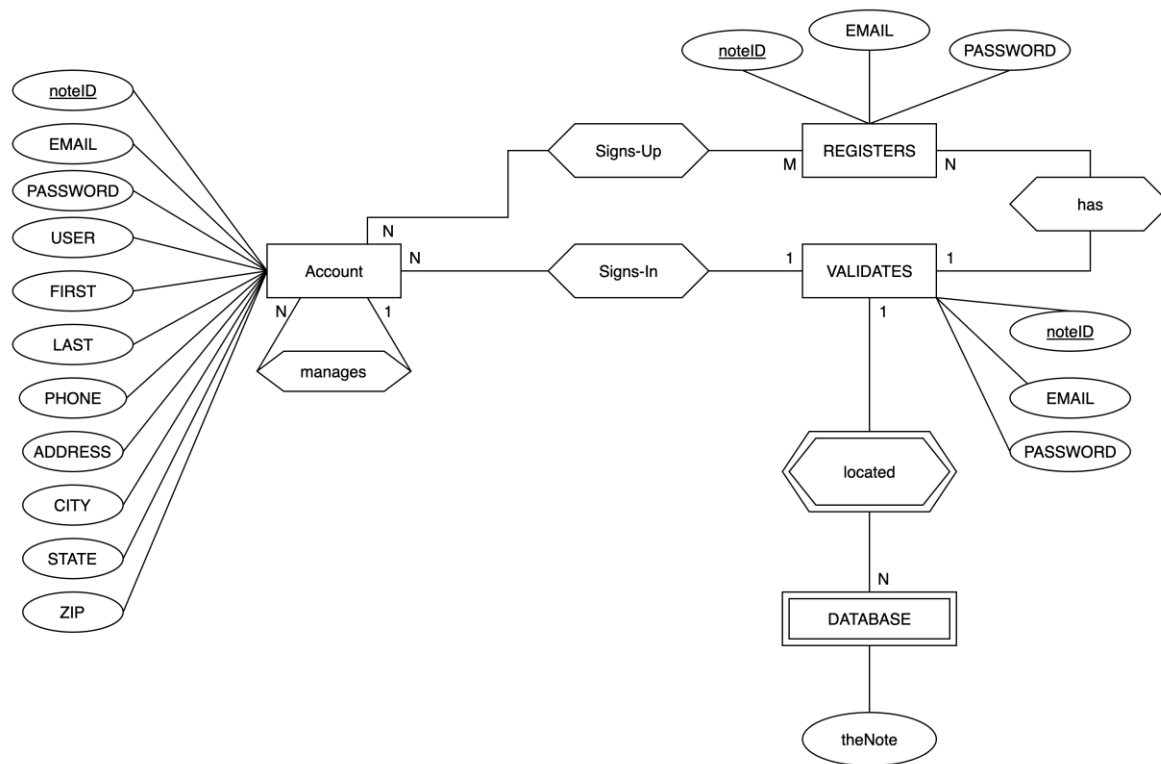 EMAIL
noteID
PASSWORD
noteID
EMAIL
Signs-Up
REGISTERS
M
N
PASSWORD
has
USER
N
N
Account
Signs-In
1
VALIDATES
1
FIRST
N
1
1
noteID
LAST
manages
PHONE
EMAIL
ADDRESS
PASSWORD
located
CITY
STATE
N
ZIP
DATABASE
theNote